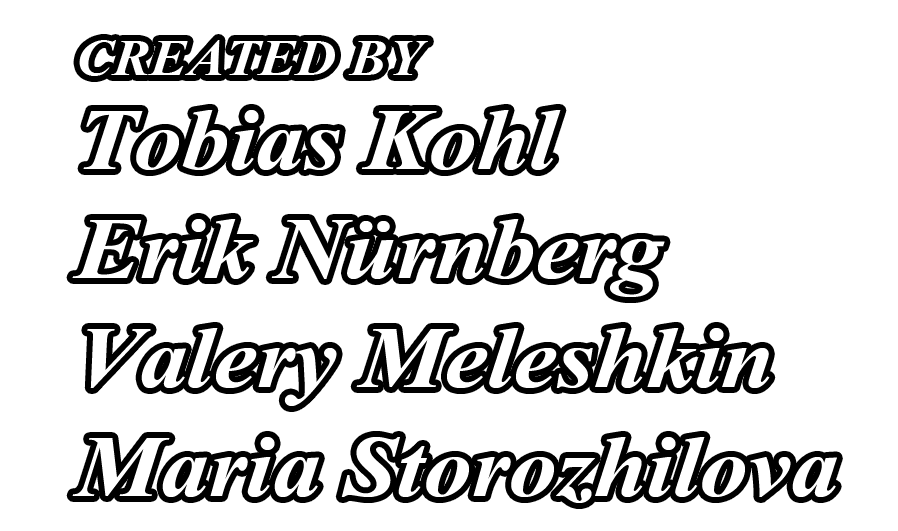 CREATED BY
Tobias Kohl
Erik Nürnberg
Valery Meleshkin
Maria Storozhilova